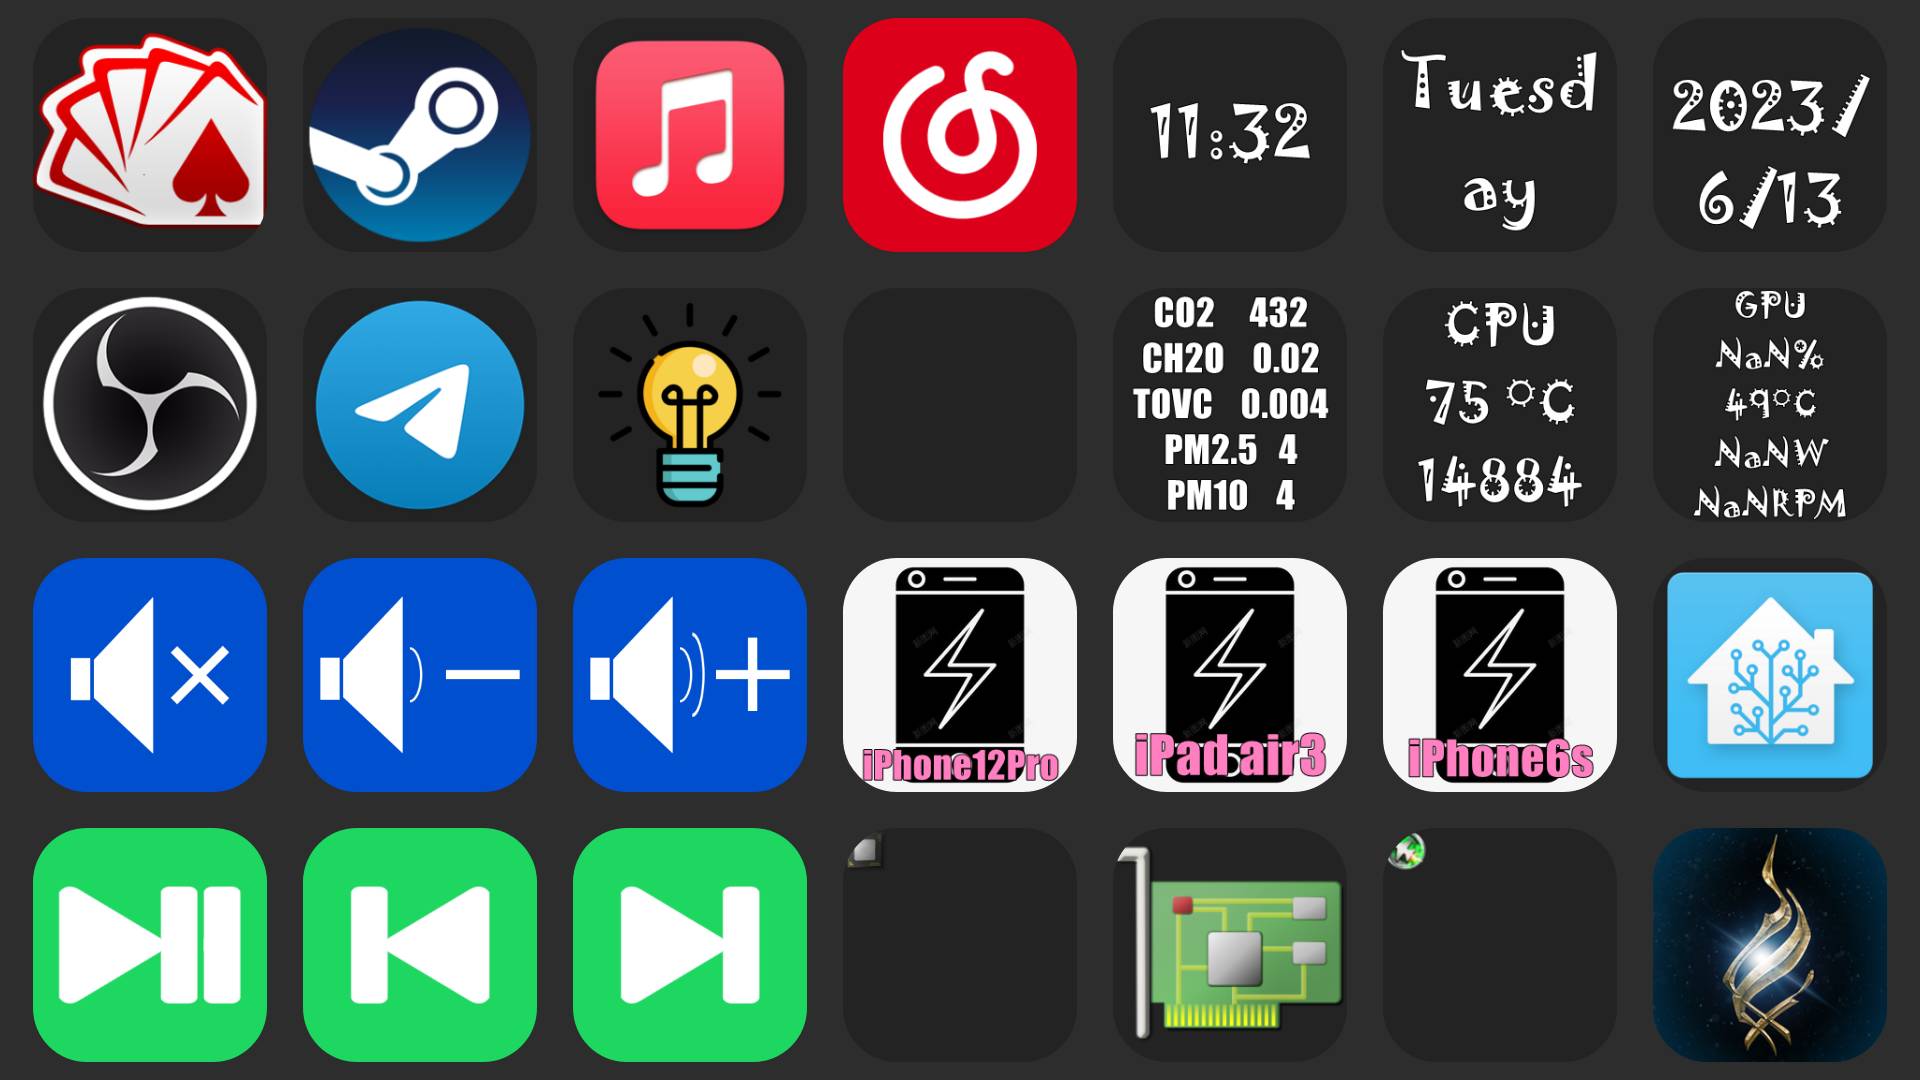 11:32
Tuesd
ay
2023/
6/13
CO2 432
CH2O 0.02
TOVC 0.004
PM2.5 4
PM10 4
CPU
75 °C
14884
GPU
NaN%
49°C
NaNW
NaNRPM
iPhone12Pro
iPad air3
iPhone6s